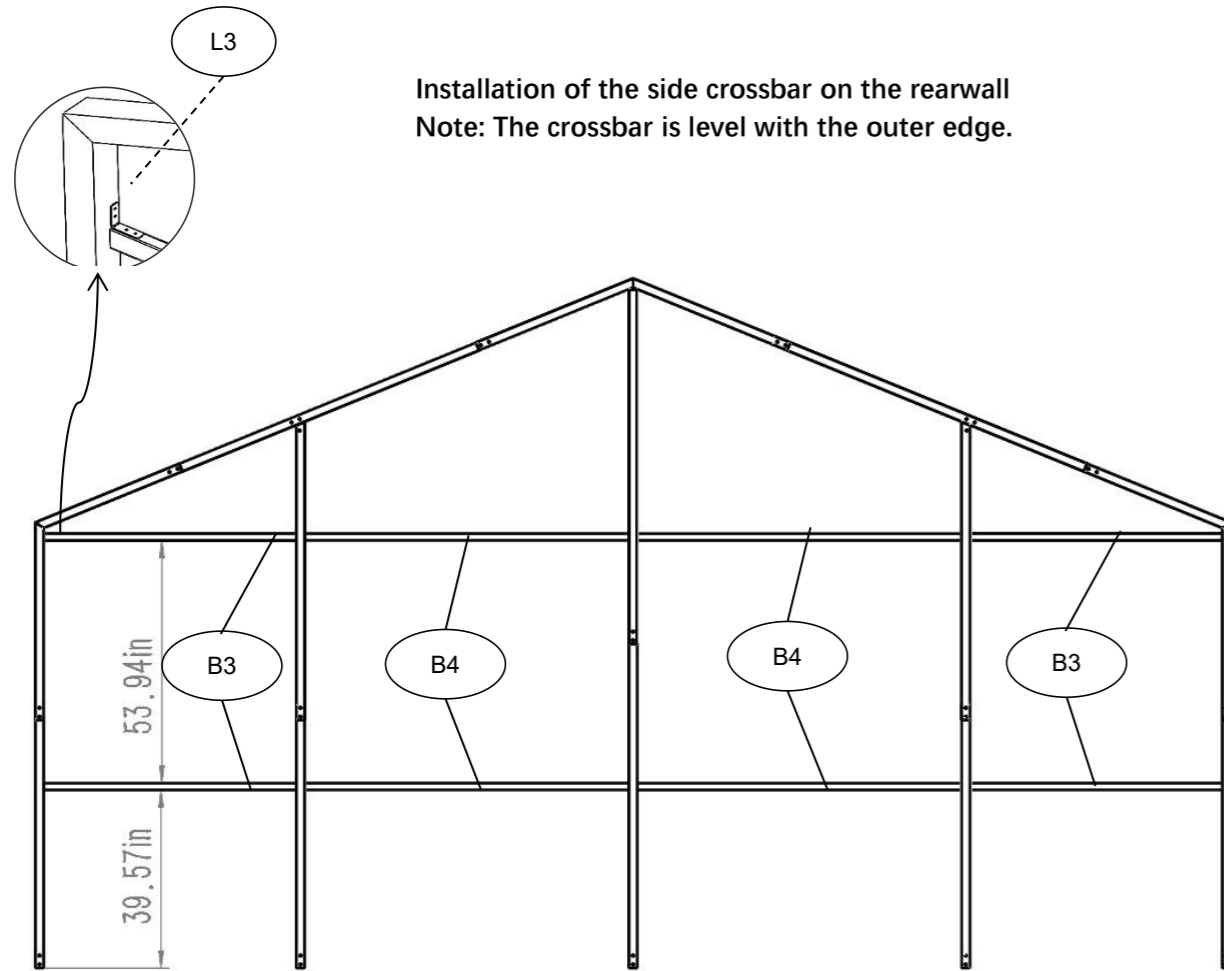 L3
Installation of the side crossbar on the rearwall
Note: The crossbar is level with the outer edge.
53.94in
B3
B4
B4
B3
39.57in